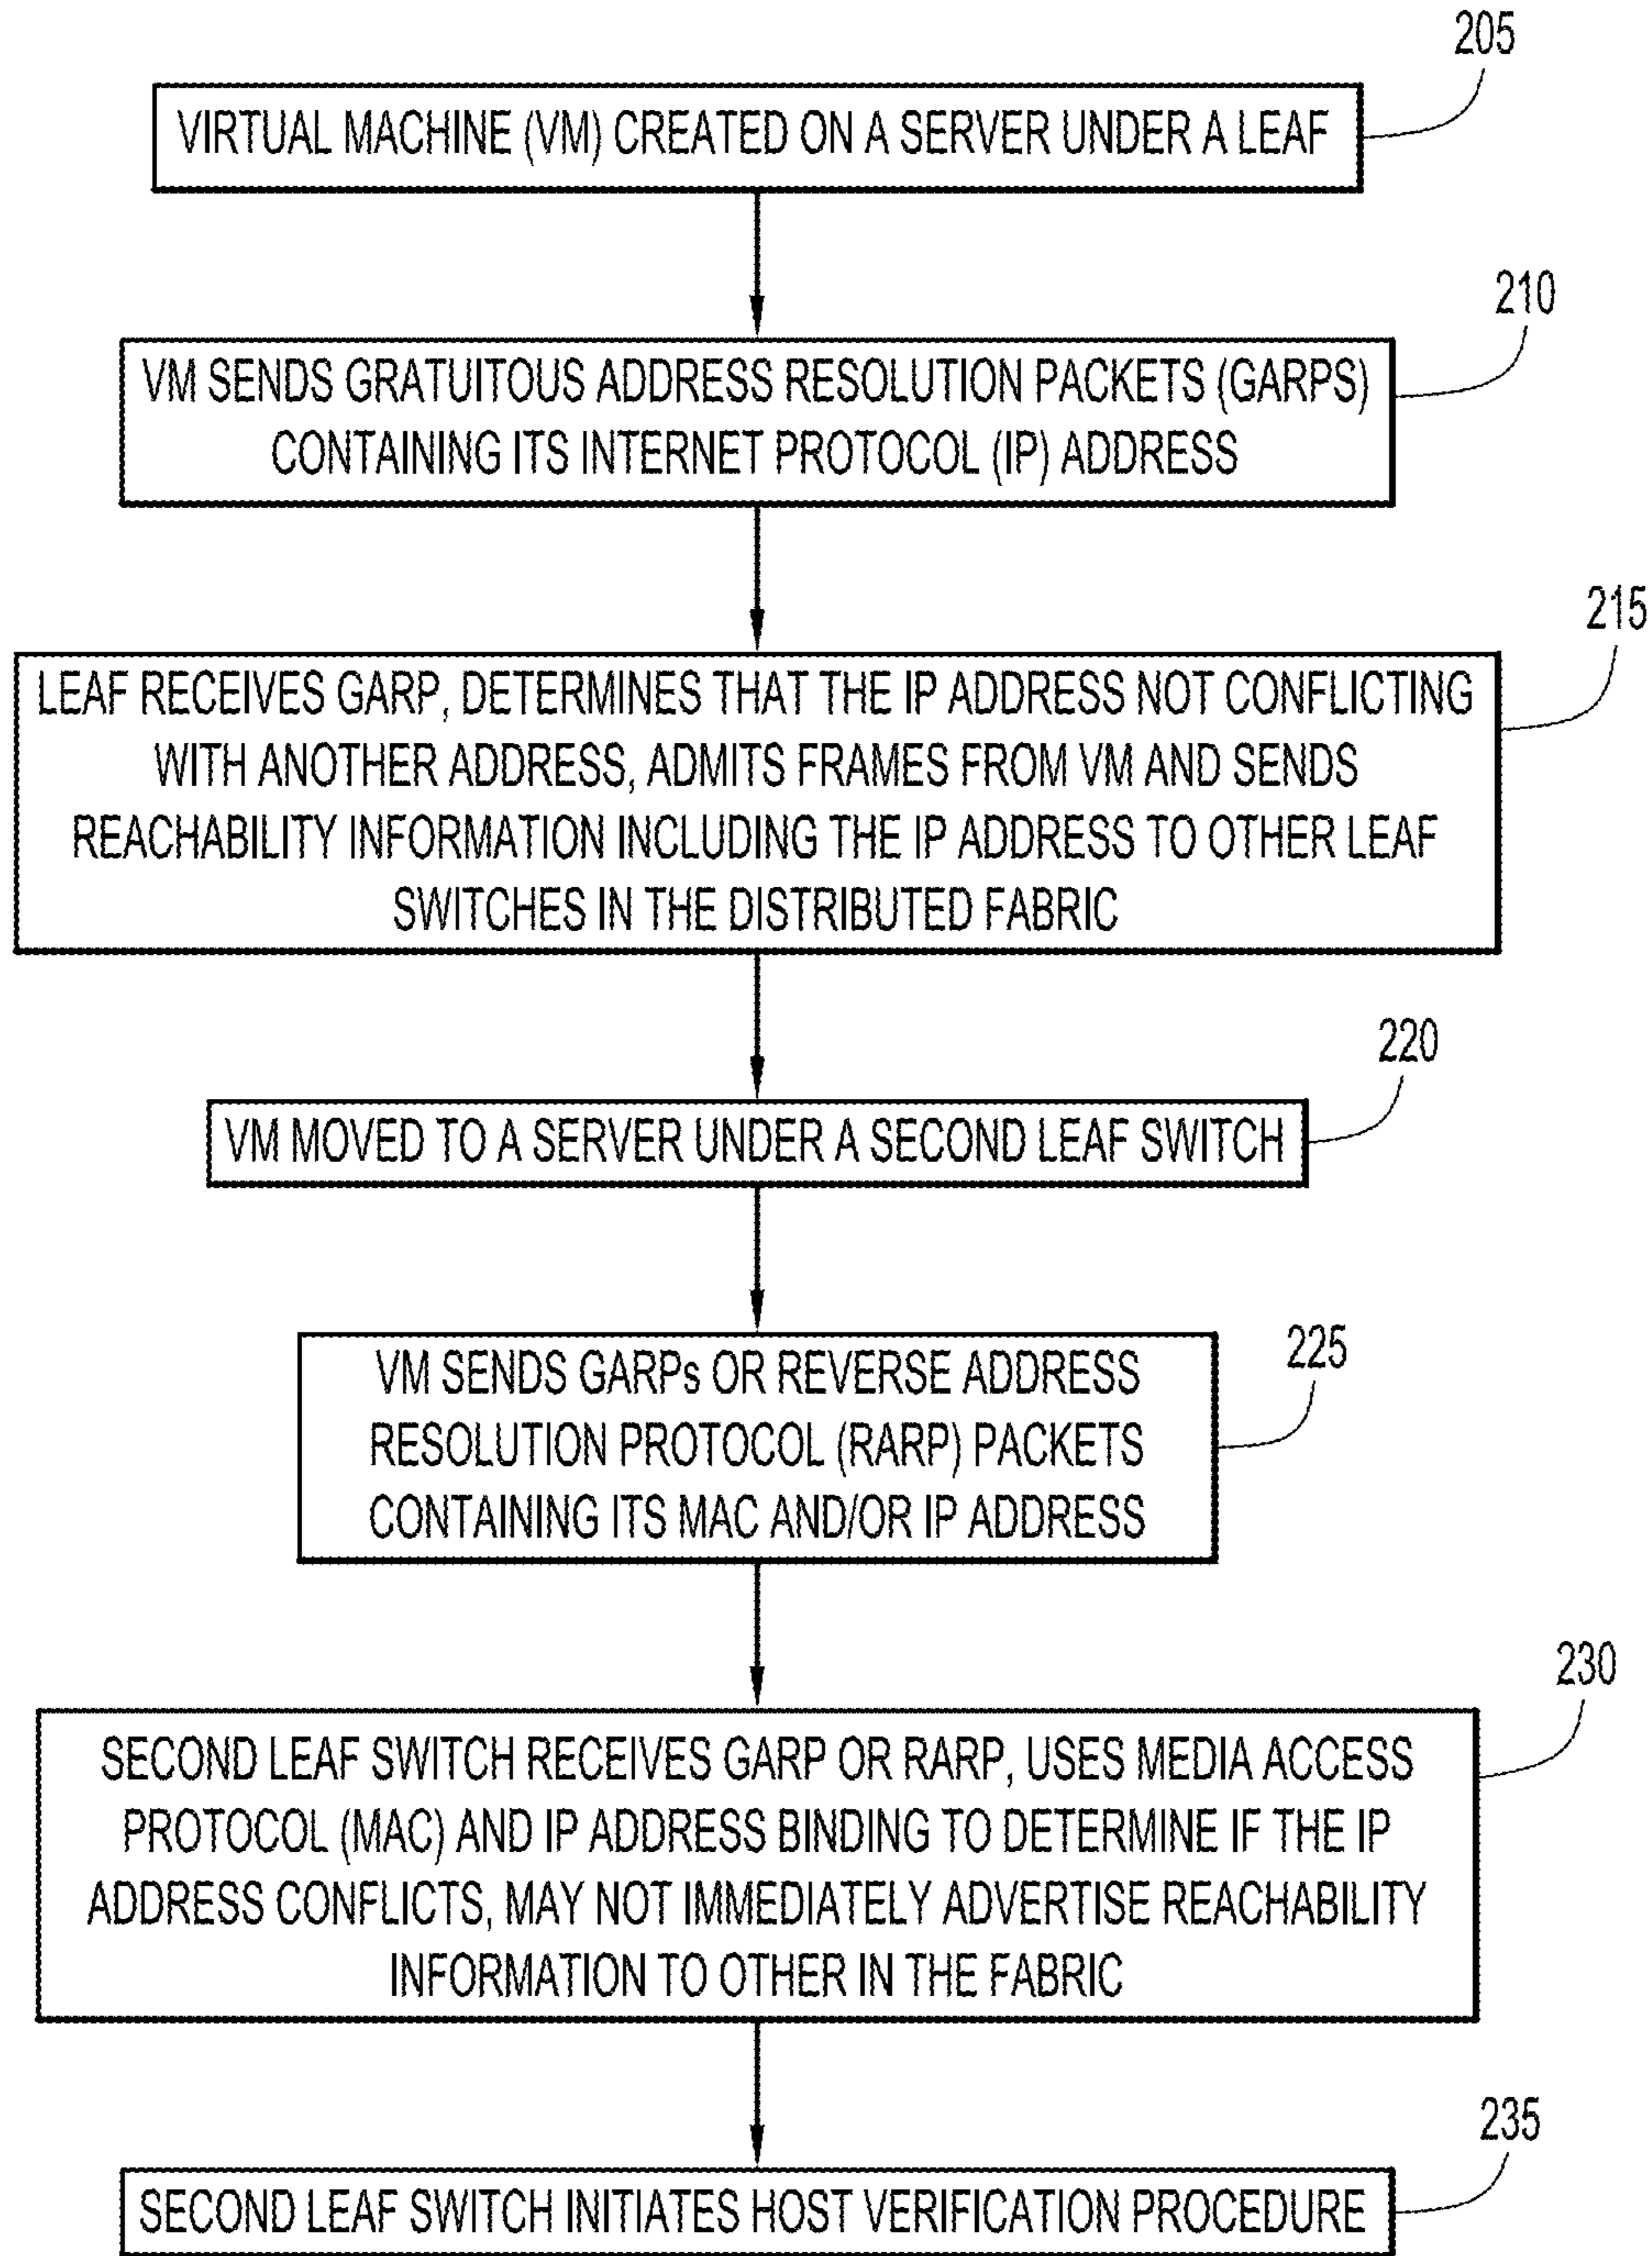 205
VIRTUAL MACHINE (VM) CREATED ON A SERVER UNDER A LEAF
210
VM SENDS GRATUITOUS ADDRESS RESOLUTION PACKETS (GARPS)
CONTAINING ITS INTERNET PROTOCOL (IP) ADDRESS
215
LEAF RECEIVES GARP, DETERMINES THAT THE IP ADDRESS NOT CONFLICTING
WITH ANOTHER ADDRESS, ADMITS FRAMES FROM VM AND SENDS
REACHABILITY INFORMATION INCLUDING THE IP ADDRESS TO OTHER LEAF
SWITCHES IN THE DISTRIBUTED FABRIC
220
VM MOVED TO A SERVER UNDER A SECOND LEAF SWITCH
225
VM SENDS GARPs OR REVERSE ADDRESS
RESOLUTION PROTOCOL (RARP) PACKETS
CONTAINING ITS MAC AND/OR IP ADDRESS
230
SECOND LEAF SWITCH RECEIVES GARP OR RARP, USES MEDIA ACCESS
PROTOCOL (MAC) AND IP ADDRESS BINDING TO DETERMINE IF THE IP
ADDRESS CONFLICTS, MAY NOT IMMEDIATELY ADVERTISE REACHABILITY
INFORMATION TO OTHER IN THE FABRIC
235
SECOND LEAF SWITCH INITIATES HOST VERIFICATION PROCEDURE